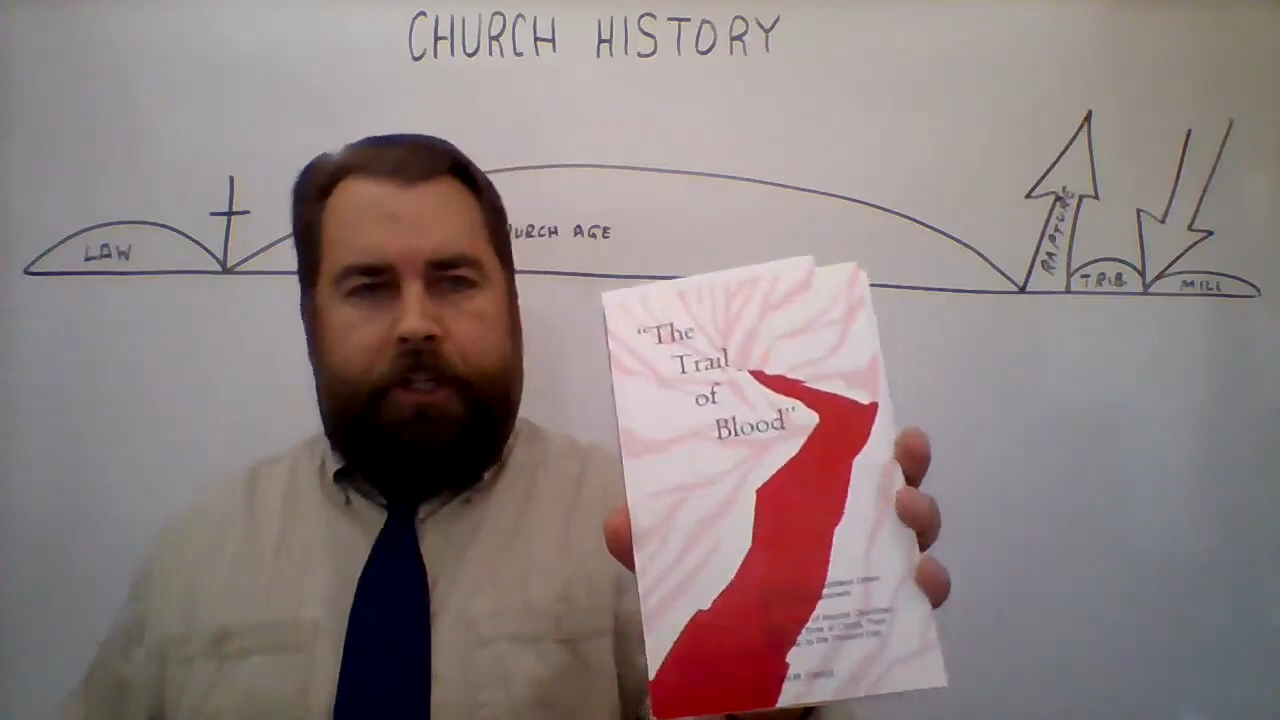 CHURCH HISTORY
LAW
URCH AGE
RAPTURE
TRIB
MILL
"The
Trail
of
Blood"